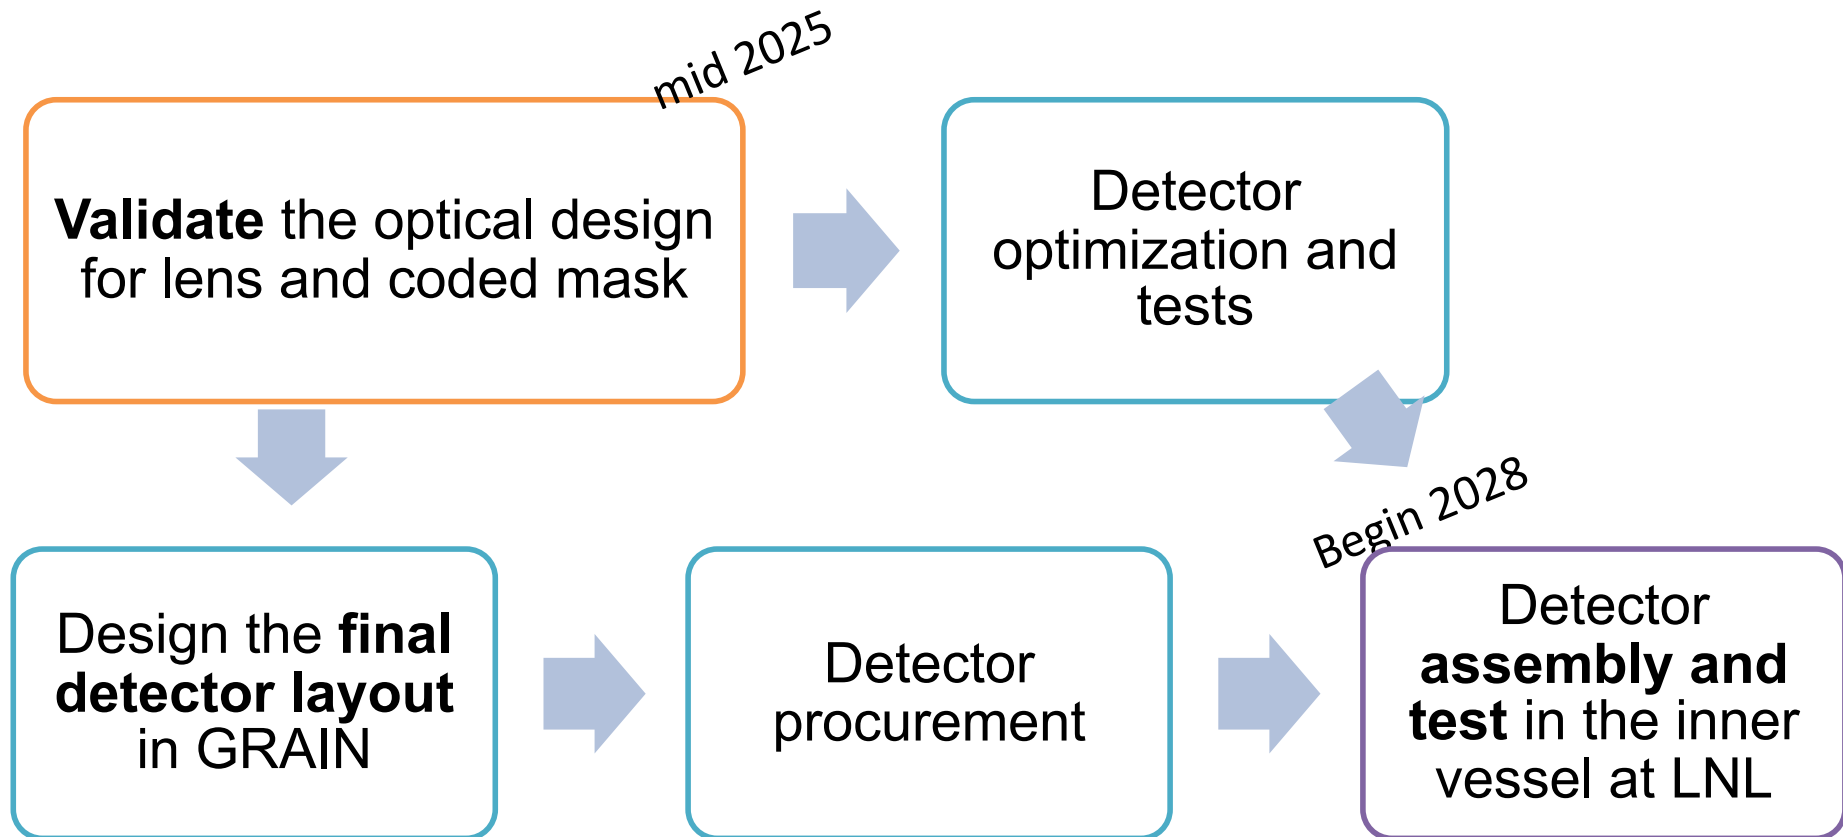 mid 2025
Validate the optical design
for lens and coded mask
Detector
optimization and
tests
Begin 2028
Design the final
detector layout
in GRAIN
Detector
procurement
Detector
assembly and
test in the inner
vessel at LNL